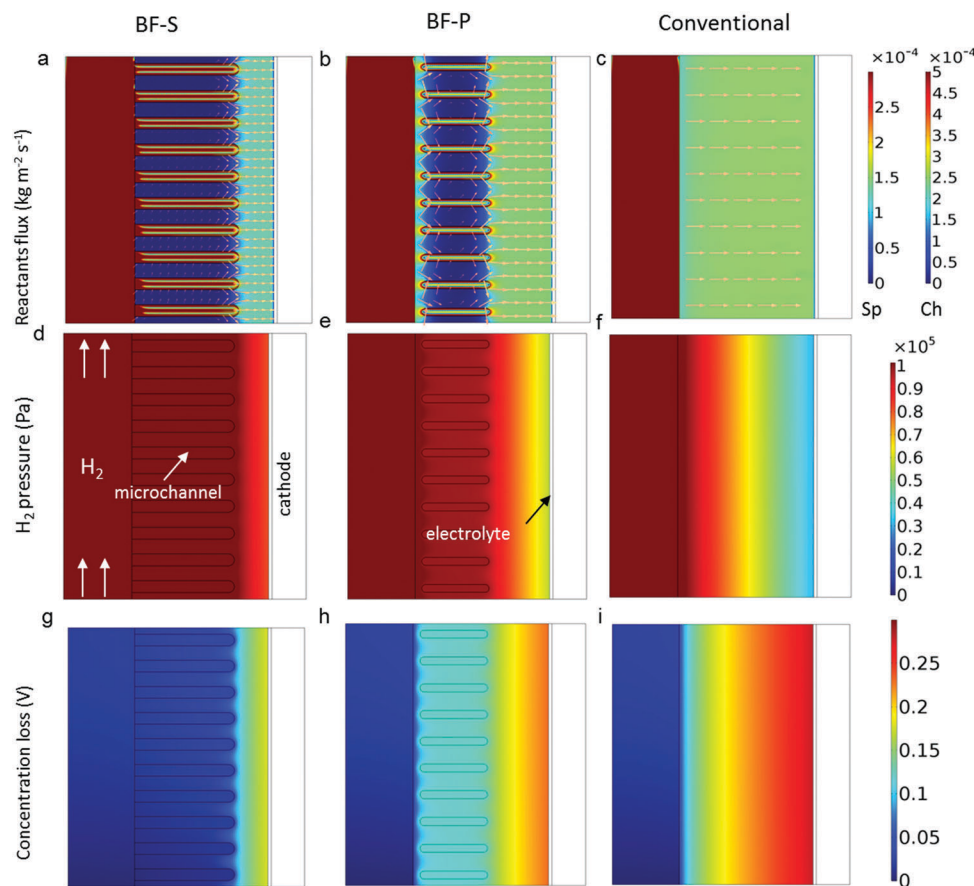 BF-S
BF-P
Conventional
a
b
c
Reactants flux (kg m⁻² s⁻¹)
×10⁻⁴
×10⁻⁴
2.5
2
1.5
1
0.5
0
Sp
5
4.5
4
3.5
3
2.5
2
1.5
1
0.5
0
Ch
d
e
f
H₂ pressure (Pa)
H₂
microchannel
cathode
electrolyte
×10⁵
1
0.9
0.8
0.7
0.6
0.5
0.4
0.3
0.2
0.1
0
g
h
i
Concentration loss (V)
0.25
0.2
0.15
0.1
0.05
0